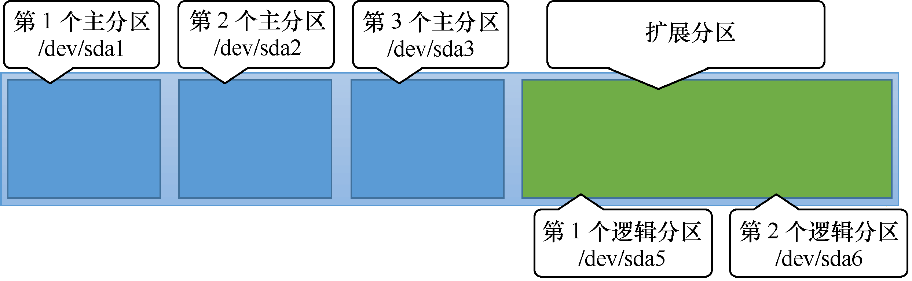 第 1 个主分区
/dev/sda1
第 2 个主分区
/dev/sda2
第 3 个主分区
/dev/sda3
扩展分区
第 1 个逻辑分区
/dev/sda5
第 2 个逻辑分区
/dev/sda6